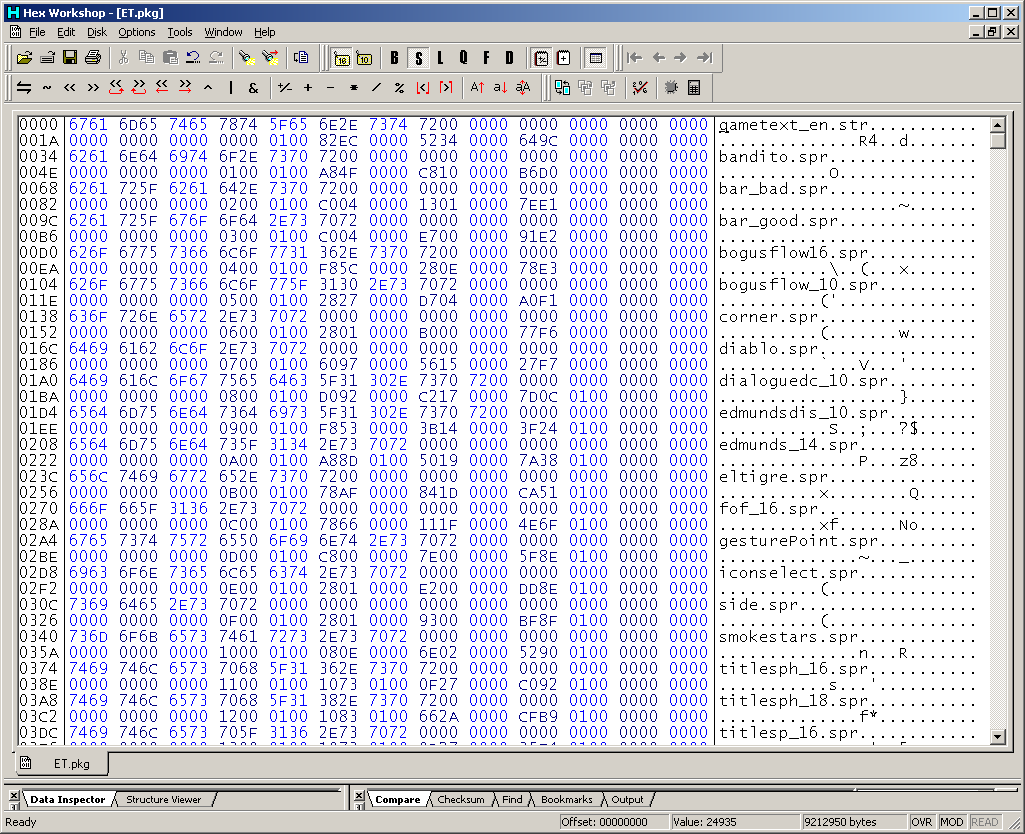 Hex Workshop - [ET.pkg]
File Edit Disk Options Tools Window Help
16 10 B S L Q F D
0000 6761 6D65 7465 7874 5F65 6E2E 7374 7200 0000 0000 0000 0000 0000 gametext_en.str...........
001A 0000 0000 0000 0000 0100 82EC 0000 5234 0000 649C 0000 0000 0000 ..............R4..d.......
0034 6261 6E64 6974 6F2E 7370 7200 0000 0000 0000 0000 0000 0000 0000 bandito.spr...............
004E 0000 0000 0000 0100 0100 A84F 0000 C810 0000 B6D0 0000 0000 0000 ...........O..............
0068 6261 725F 6261 642E 7370 7200 0000 0000 0000 0000 0000 0000 0000 bar_bad.spr...............
0082 0000 0000 0000 0200 0100 C004 0000 1301 0000 7EE1 0000 0000 0000 ..................~.......
009C 6261 725F 676F 6F64 2E73 7072 0000 0000 0000 0000 0000 0000 0000 bar_good.spr..............
00B6 0000 0000 0000 0300 0100 C004 0000 E700 0000 91E2 0000 0000 0000 ..........................
00D0 626F 6775 7366 6C6F 7731 362E 7370 7200 0000 0000 0000 0000 0000 bogusflow16.spr...........
00EA 0000 0000 0000 0400 0100 F85C 0000 280E 0000 78E3 0000 0000 0000 ...........\..(...x.......
0104 626F 6775 7366 6C6F 775F 3130 2E73 7072 0000 0000 0000 0000 0000 bogusflow_10.spr..........
011E 0000 0000 0000 0500 0100 2827 0000 D704 0000 A0F1 0000 0000 0000 ..........('..............
0138 636F 726E 6572 2E73 7072 0000 0000 0000 0000 0000 0000 0000 0000 corner.spr................
0152 0000 0000 0000 0600 0100 2801 0000 B000 0000 77F6 0000 0000 0000 ..........(.......w.......
016C 6469 6162 6C6F 2E73 7072 0000 0000 0000 0000 0000 0000 0000 0000 diablo.spr................
0186 0000 0000 0000 0700 0100 6097 0000 5615 0000 27F7 0000 0000 0000 ..........`...V...'.......
01A0 6469 616C 6F67 7565 6463 5F31 302E 7370 7200 0000 0000 0000 0000 dialoguedc_10.spr.........
01BA 0000 0000 0000 0800 0100 D092 0000 C217 0000 7D0C 0100 0000 0000 ..................}.......
01D4 6564 6D75 6E64 7364 6973 5F31 302E 7370 7200 0000 0000 0000 0000 edmundsdis_10.spr.........
01EE 0000 0000 0000 0900 0100 F853 0000 3B14 0000 3F24 0100 0000 0000 ...........S..;...?$......
0208 6564 6D75 6E64 735F 3134 2E73 7072 0000 0000 0000 0000 0000 0000 edmunds_14.spr............
0222 0000 0000 0000 0A00 0100 A88D 0100 5019 0000 7A38 0100 0000 0000 ..............P...z8......
023C 656C 7469 6772 652E 7370 7200 0000 0000 0000 0000 0000 0000 0000 eltigre.spr...............
0256 0000 0000 0000 0B00 0100 78AF 0000 841D 0000 CA51 0100 0000 0000 ..........x........Q......
0270 666F 665F 3136 2E73 7072 0000 0000 0000 0000 0000 0000 0000 0000 fof_16.spr................
028A 0000 0000 0000 0C00 0100 7866 0000 111F 0000 4E6F 0100 0000 0000 ..........xf......No......
02A4 6765 7374 7572 6550 6F69 6E74 2E73 7072 0000 0000 0000 0000 0000 gesturePoint.spr..........
02BE 0000 0000 0000 0D00 0100 C800 0000 7E00 0000 5F8E 0100 0000 0000 ..............~..._.......
02D8 6963 6F6E 7365 6C65 6374 2E73 7072 0000 0000 0000 0000 0000 0000 iconselect.spr............
02F2 0000 0000 0000 0E00 0100 2801 0000 E200 0000 DD8E 0100 0000 0000 ..........(...............
030C 7369 6465 2E73 7072 0000 0000 0000 0000 0000 0000 0000 0000 0000 side.spr..................
0326 0000 0000 0000 0F00 0100 2801 0000 9300 0000 BF8F 0100 0000 0000 ..........(...............
0340 736D 6F6B 6573 7461 7273 2E73 7072 0000 0000 0000 0000 0000 0000 smokestars.spr............
035A 0000 0000 0000 1000 0100 080E 0000 6E02 0000 5290 0100 0000 0000 ..............n...R.......
0374 7469 746C 6573 7068 5F31 362E 7370 7200 0000 0000 0000 0000 0000 titlesph_16.spr...........
038E 0000 0000 0000 1100 0100 1073 0100 0F27 0000 C092 0100 0000 0000 ...........s...'..........
03A8 7469 746C 6573 7068 5F31 382E 7370 7200 0000 0000 0000 0000 0000 titlesph_18.spr...........
03C2 0000 0000 0000 1200 0100 1083 0100 662A 0000 CFB9 0100 0000 0000 ..............f*..........
03DC 7469 746C 6573 705F 3136 2E73 7072 0000 0000 0000 0000 0000 0000 titlesp_16.spr............
ET.pkg
Data Inspector Structure Viewer Compare Checksum Find Bookmarks Output
Ready Offset: 00000000 Value: 24935 9212950 bytes OVR MOD READ